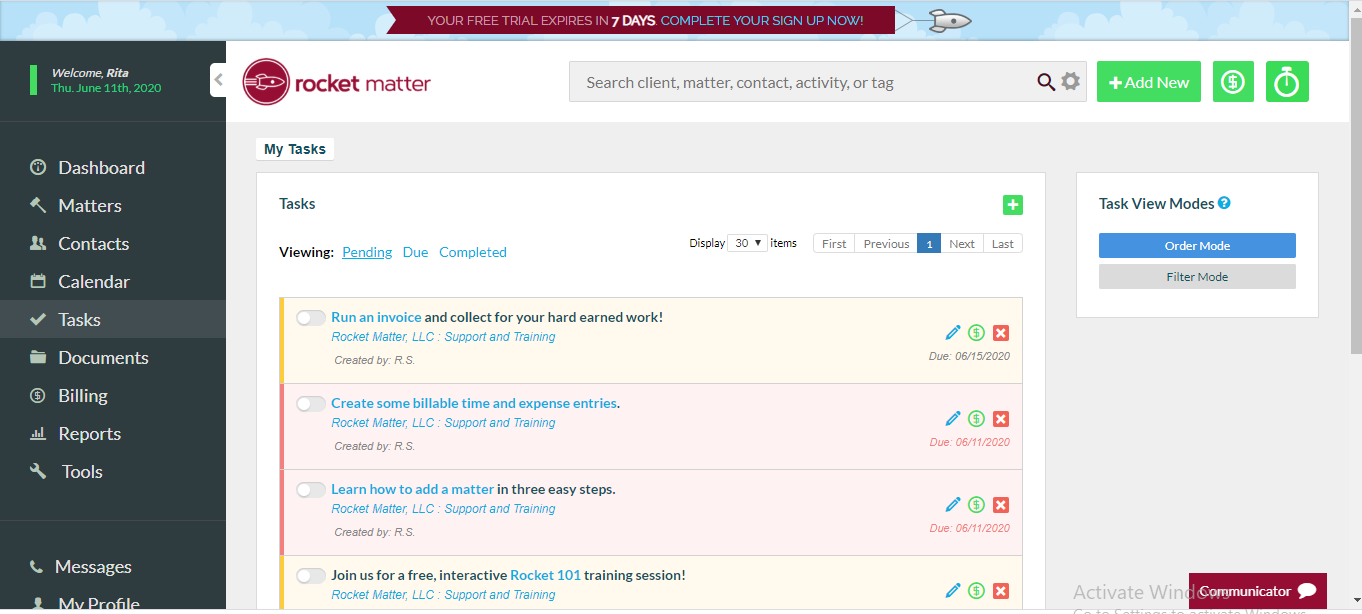 YOUR FREE TRIAL EXPIRES IN 7 DAYS COMPLETE YOUR SIGN UP NOW!
Welcome, Rita
Thu. June 11th, 2020
rocket matter
Search client, matter, contact, activity, or tag
Add New
Dashboard
Matters
Contacts
Calendar
Tasks
Documents
Billing
Reports
Tools
Messages
My Profile
My Tasks
Tasks
Viewing: Pending Due Completed
Display 30 items
First Previous 1 Next Last
Run an invoice and collect for your hard earned work!
Rocket Matter, LLC : Support and Training
Created by: R.S.
Due: 06/15/2020
Create some billable time and expense entries.
Rocket Matter, LLC : Support and Training
Created by: R.S.
Due: 06/11/2020
Learn how to add a matter in three easy steps.
Rocket Matter, LLC : Support and Training
Created by: R.S.
Due: 06/11/2020
Join us for a free, interactive Rocket 101 training session!
Rocket Matter, LLC : Support and Training
Task View Modes
Order Mode
Filter Mode
Activate Windows
Communicator
Go to Settings to activate Windows